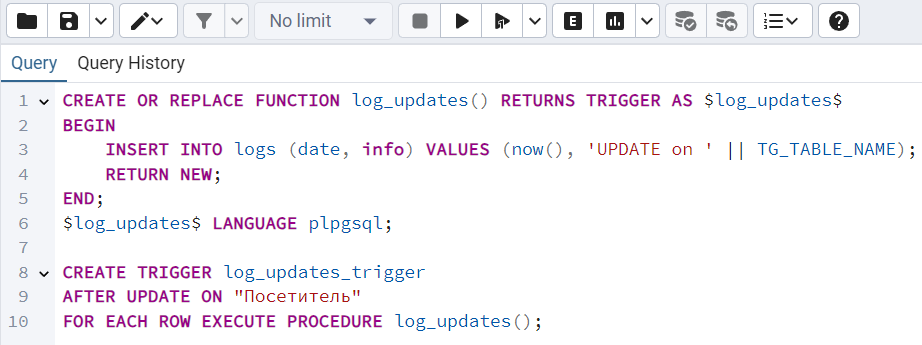 No limit
Query Query History
1 CREATE OR REPLACE FUNCTION log_updates() RETURNS TRIGGER AS $log_updates$
2 BEGIN
3     INSERT INTO logs (date, info) VALUES (now(), 'UPDATE on ' || TG_TABLE_NAME);
4     RETURN NEW;
5 END;
6 $log_updates$ LANGUAGE plpgsql;
7
8 CREATE TRIGGER log_updates_trigger
9 AFTER UPDATE ON "Посетитель"
10 FOR EACH ROW EXECUTE PROCEDURE log_updates();